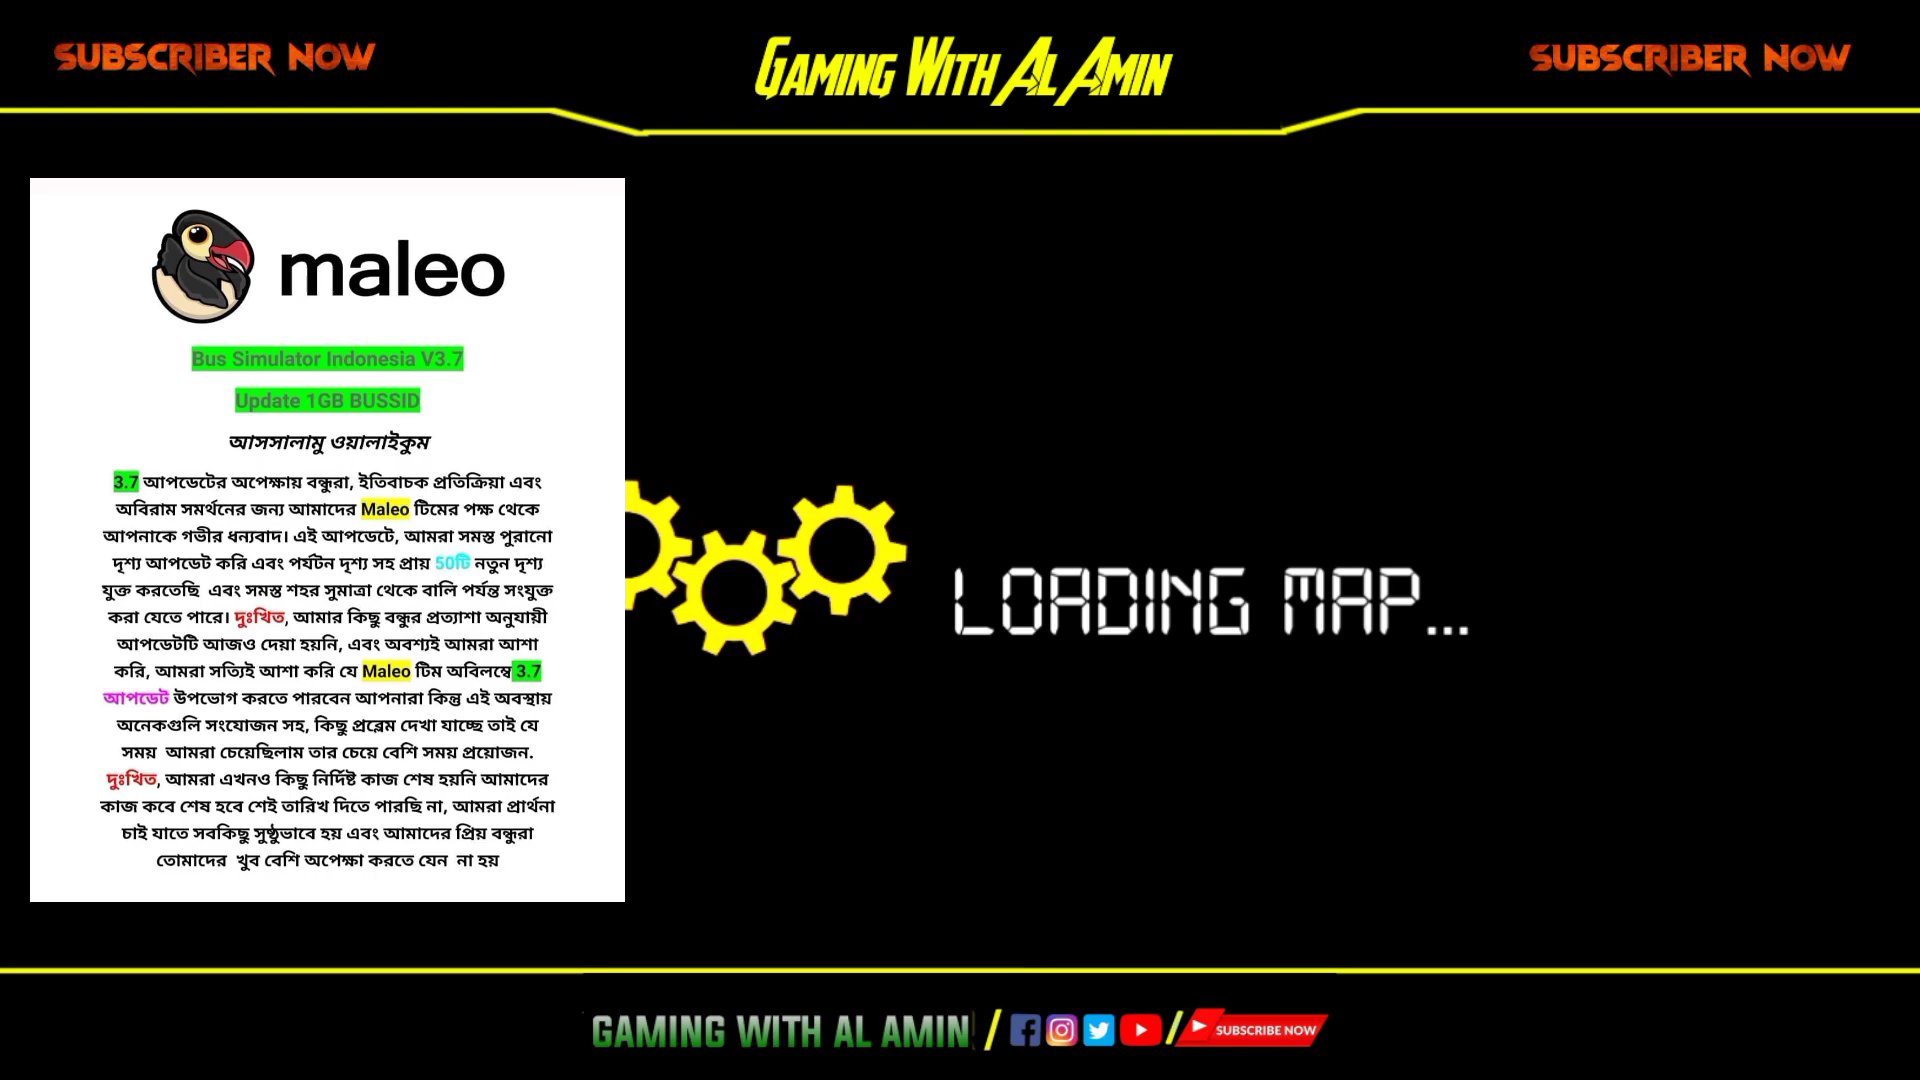 SUBSCRIBER NOW
GAMING WITH AL AMIN
SUBSCRIBER NOW
maleo
Bus Simulator Indonesia V3.7
Update 1GB BUSSID
আসসালামু ওয়ালাইকুম
3.7 আপডেটের অপেক্ষায় বন্ধুরা, ইতিবাচক প্রতিক্রিয়া এবং
অবিরাম সমর্থনের জন্য আমাদের Maleo টিমের পক্ষ থেকে
আপনাকে গভীর ধন্যবাদ। এই আপডেটে, আমরা সমস্ত পুরানো
দৃশ্য আপডেট করি এবং পর্যটন দৃশ্য সহ প্রায় 50টি নতুন দৃশ্য
যুক্ত করতেছি এবং সমস্ত শহর সুমাত্রা থেকে বালি পর্যন্ত সংযুক্ত
করা যেতে পারে। দুঃখিত, আমার কিছু বন্ধুর প্রত্যাশা অনুযায়ী
আপডেটটি আজও দেয়া হয়নি, এবং অবশ্যই আমরা আশা
করি, আমরা সত্যিই আশা করি যে Maleo টিম অবিলম্বে 3.7
আপডেট উপভোগ করতে পারবেন আপনারা কিন্তু এই অবস্থায়
অনেকগুলি সংযোজন সহ, কিছু প্রব্লেম দেখা যাচ্ছে তাই যে
সময় আমরা চেয়েছিলাম তার চেয়ে বেশি সময় প্রয়োজন.
দুঃখিত, আমরা এখনও কিছু নির্দিষ্ট কাজ শেষ হয়নি আমাদের
কাজ কবে শেষ হবে শেই তারিখ দিতে পারছি না, আমরা প্রার্থনা
চাই যাতে সবকিছু সুষ্ঠুভাবে হয় এবং আমাদের প্রিয় বন্ধুরা
তোমাদের খুব বেশি অপেক্ষা করতে যেন না হয়
LOADING MAP...
GAMING WITH AL AMIN
SUBSCRIBE NOW